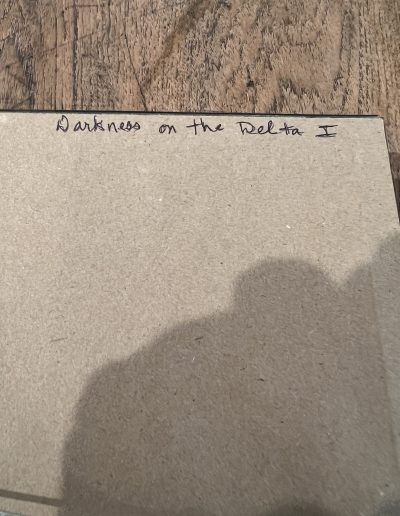 Darkness on the Delta I